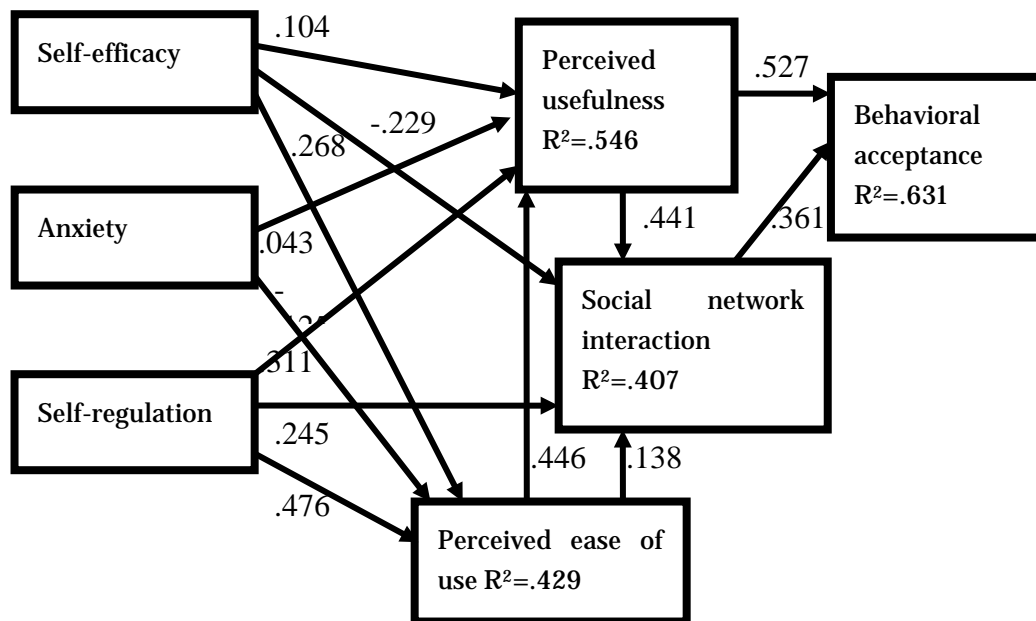 .104
Self-efficacy
Perceived
usefulness
R²=.546
.527
Behavioral
acceptance
R²=.631
-.229
.268
Anxiety
.043
.441
.361
-
Social network
interaction
R²=.407
.311
Self-regulation
.245
.446
.138
.476
Perceived ease of
use R²=.429